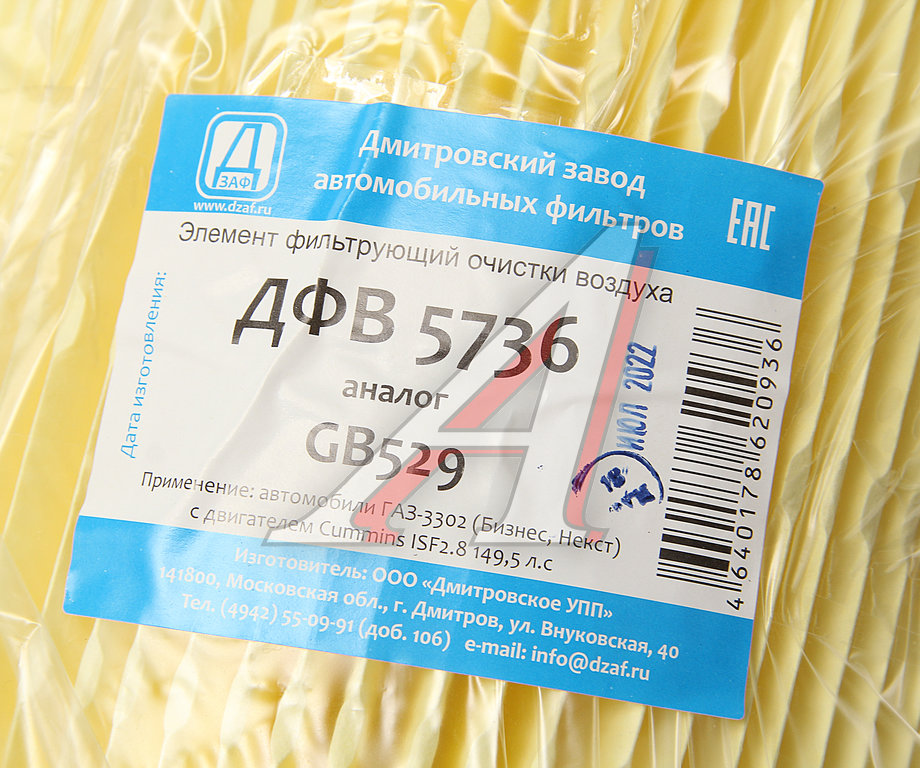 Д
ЗАФ
www.dzaf.ru
Дмитровский завод
автомобильных фильтров
ЕАС
Элемент фильтрующий очистки воздуха
Дата изготовления:
ДФВ 5736
аналог
GB529
ИЮЛ 2022
Применение: автомобили ГАЗ-3302 (Бизнес, Некст)
с двигателем Cummins ISF2.8 149,5 л.с
4 640178 620936
Изготовитель: ООО «Дмитровское УПП»
141800, Московская обл., г. Дмитров, ул. Внуковская, 40
Тел. (4942) 55-09-91 (доб. 106) e-mail: info@dzaf.ru